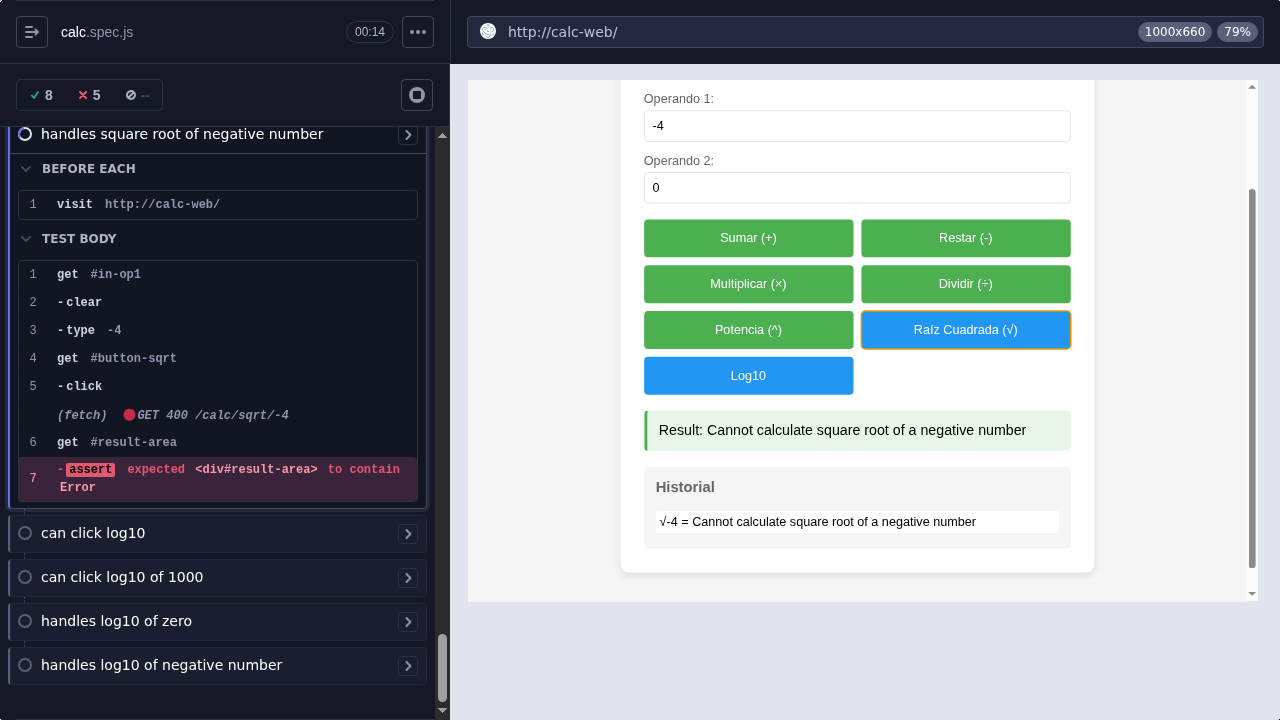 calc.spec.js
00:14
8
5
--
handles square root of negative number
BEFORE EACH
1 visit http://calc-web/
TEST BODY
1 get #in-op1
2 -clear
3 -type -4
4 get #button-sqrt
5 -click
(fetch) GET 400 /calc/sqrt/-4
6 get #result-area
7 -assert expected <div#result-area> to contain
Error
can click log10
can click log10 of 1000
handles log10 of zero
handles log10 of negative number
http://calc-web/
1000x660
79%
Operando 1:
-4
Operando 2:
0
Sumar (+)
Restar (-)
Multiplicar (×)
Dividir (÷)
Potencia (^)
Raíz Cuadrada (√)
Log10
Result: Cannot calculate square root of a negative number
Historial
√-4 = Cannot calculate square root of a negative number